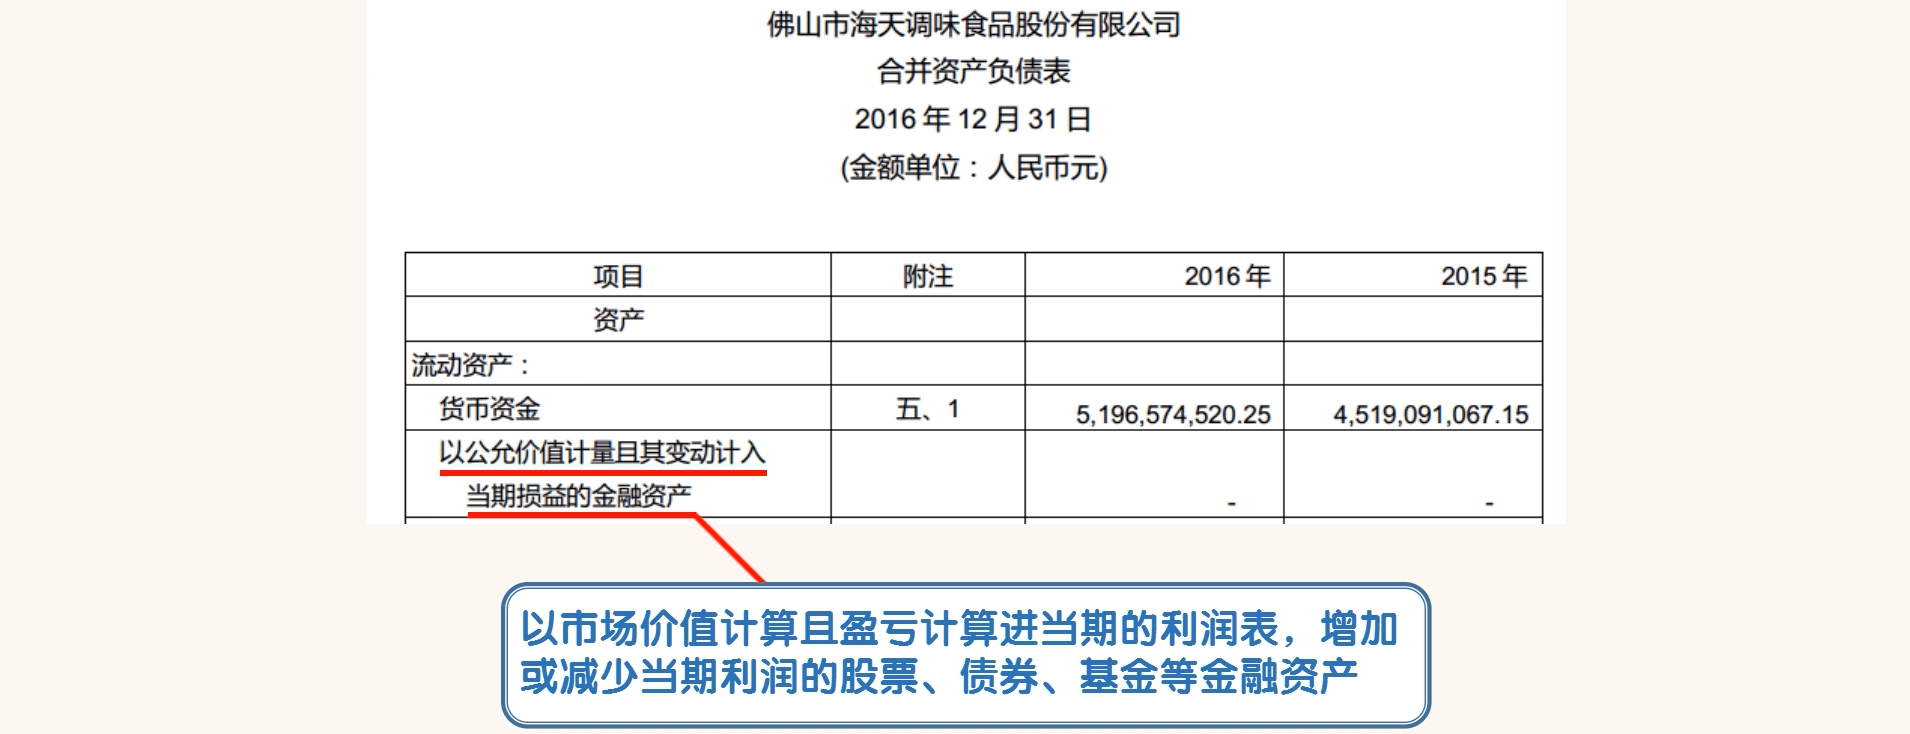 佛山市海天调味食品股份有限公司
合并资产负债表
2016 年 12 月 31 日
(金额单位：人民币元)
项目 附注 2016 年 2015 年
资产
流动资产：
货币资金 五、1 5,196,574,520.25 4,519,091,067.15
以公允价值计量且其变动计入
当期损益的金融资产 - -
以市场价值计算且盈亏计算进当期的利润表，增加
或减少当期利润的股票、债券、基金等金融资产